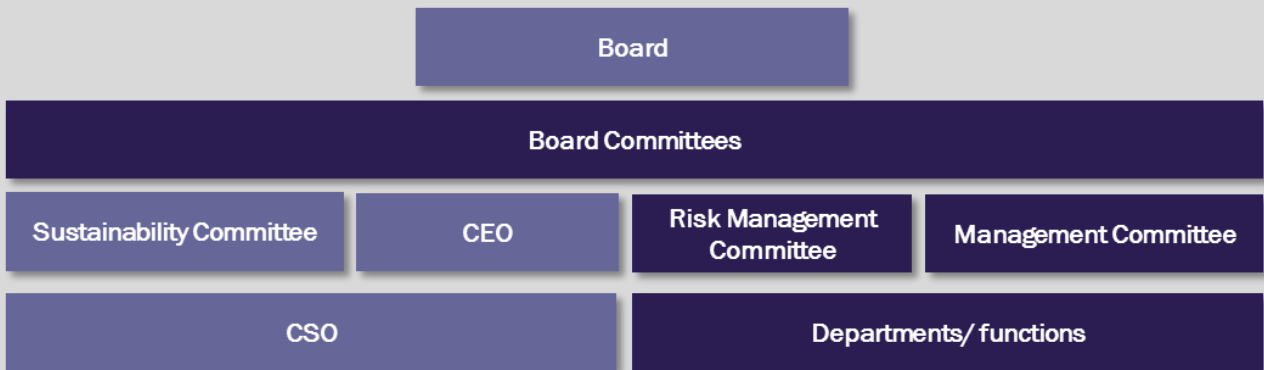 Board
Board Committees
Sustainability Committee
CEO
Risk Management
Committee
Management Committee
CSO
Departments/ functions